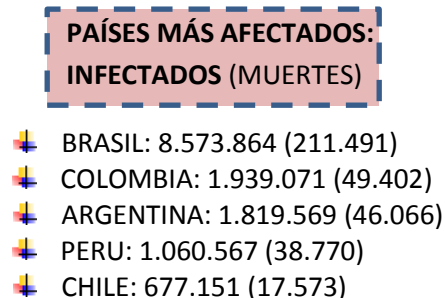 PAÍSES MÁS AFECTADOS:
INFECTADOS (MUERTES)
BRASIL: 8.573.864 (211.491)
COLOMBIA: 1.939.071 (49.402)
ARGENTINA: 1.819.569 (46.066)
PERU: 1.060.567 (38.770)
CHILE: 677.151 (17.573)